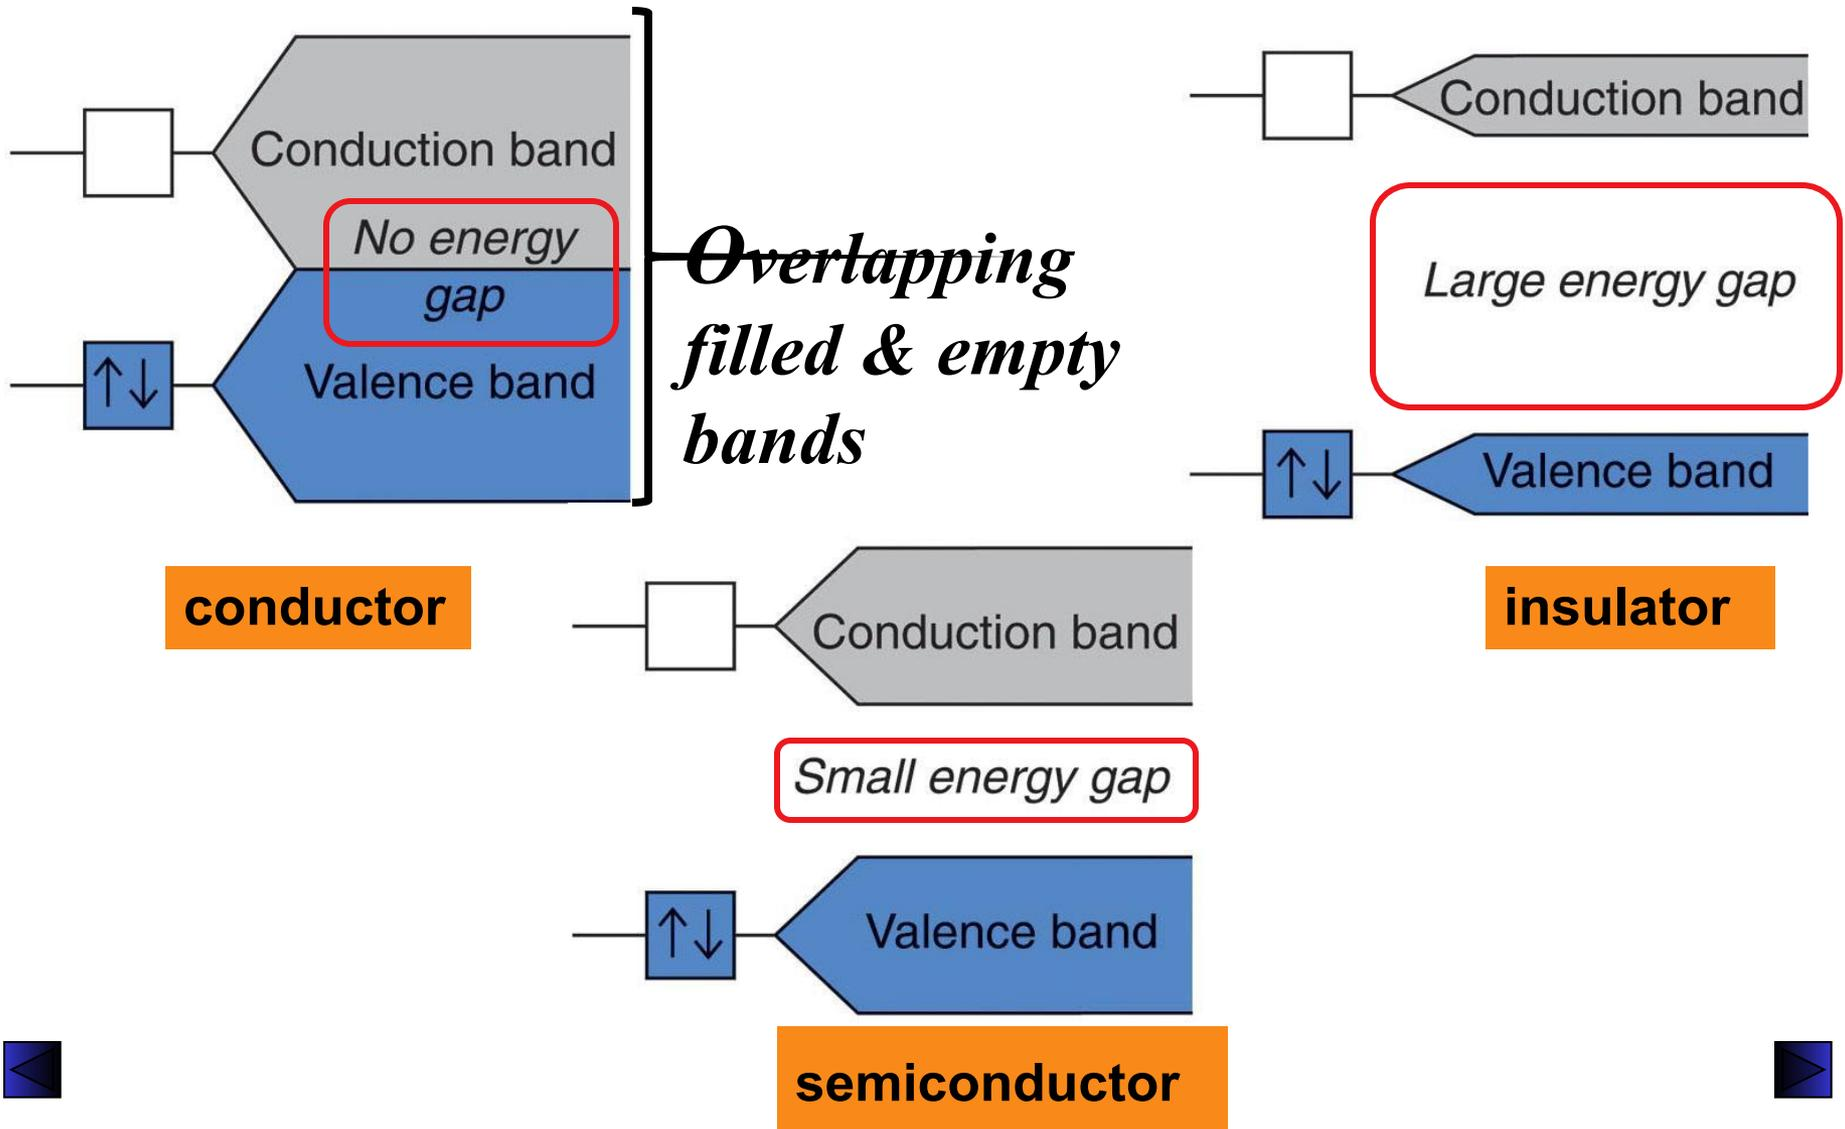 Conduction band
No energy
gap
Valence band
conductor
Overlapping
filled & empty
bands
Conduction band
Large energy gap
Valence band
insulator
Conduction band
Small energy gap
Valence band
semiconductor